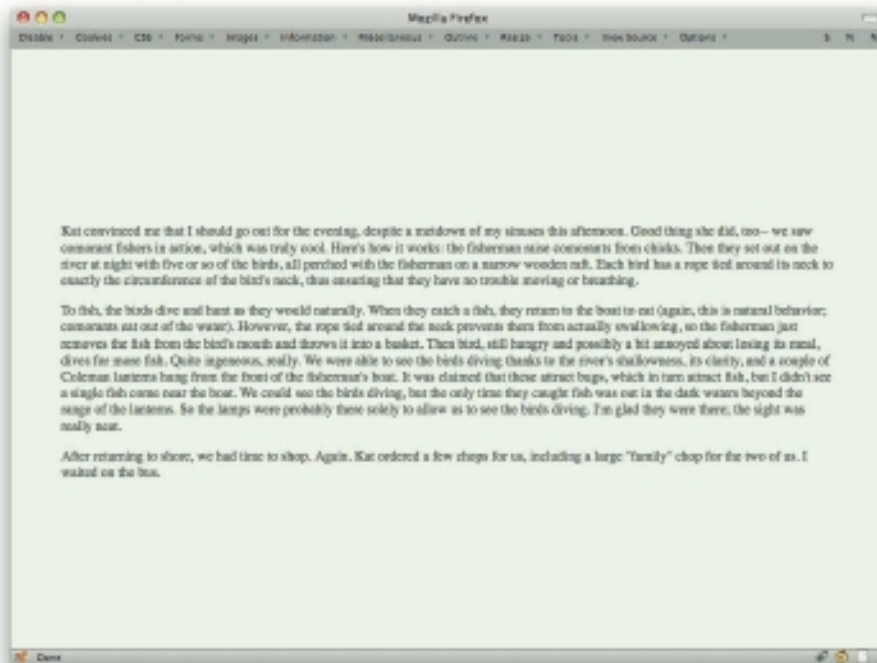 Mozilla Firefox
Disable Cookies CSS Forms Images Information Miscellaneous Outline Resize Tools View Source Options
Kat convinced me that I should go out for the evening, despite a meltdown of my sinuses this afternoon. Good thing she did, too-- we saw
comorant fishers in action, which was truly cool. Here's how it works: the fisherman raise comorants from chicks. Then they set out on the
river at night with five or so of the birds, all perched with the fisherman on a narrow wooden raft. Each bird has a rope tied around its neck to
exactly the circumference of the bird's neck, thus ensuring that they have no trouble moving or breathing.
To fish, the birds dive and hunt as they would naturally. When they catch a fish, they return to the boat to eat (again, this is natural behavior;
comorants eat out of the water). However, the rope tied around the neck prevents them from actually swallowing, so the fisherman just
removes the fish from the bird's mouth and throws it into a basket. Then bird, still hungry and possibly a bit annoyed about losing its meal,
dives for more fish. Quite ingeneous, really. We were able to see the birds diving thanks to the river's shallowness, its clarity, and a couple of
Coleman lanterns hung from the front of the fisherman's boat. It was claimed that these attract bugs, which in turn attract fish, but I didn't see
a single fish come near the boat. We could see the birds diving, but the only time they caught fish was out in the dark waters beyond the
range of the lanterns. So the lamps were probably there solely to allow us to see the birds diving. I'm glad they were there; the sight was
really neat.
After returning to shore, we had time to shop. Again. Kat ordered a few chops for us, including a large "family" chop for the two of us. I
waited on the bus.
Done